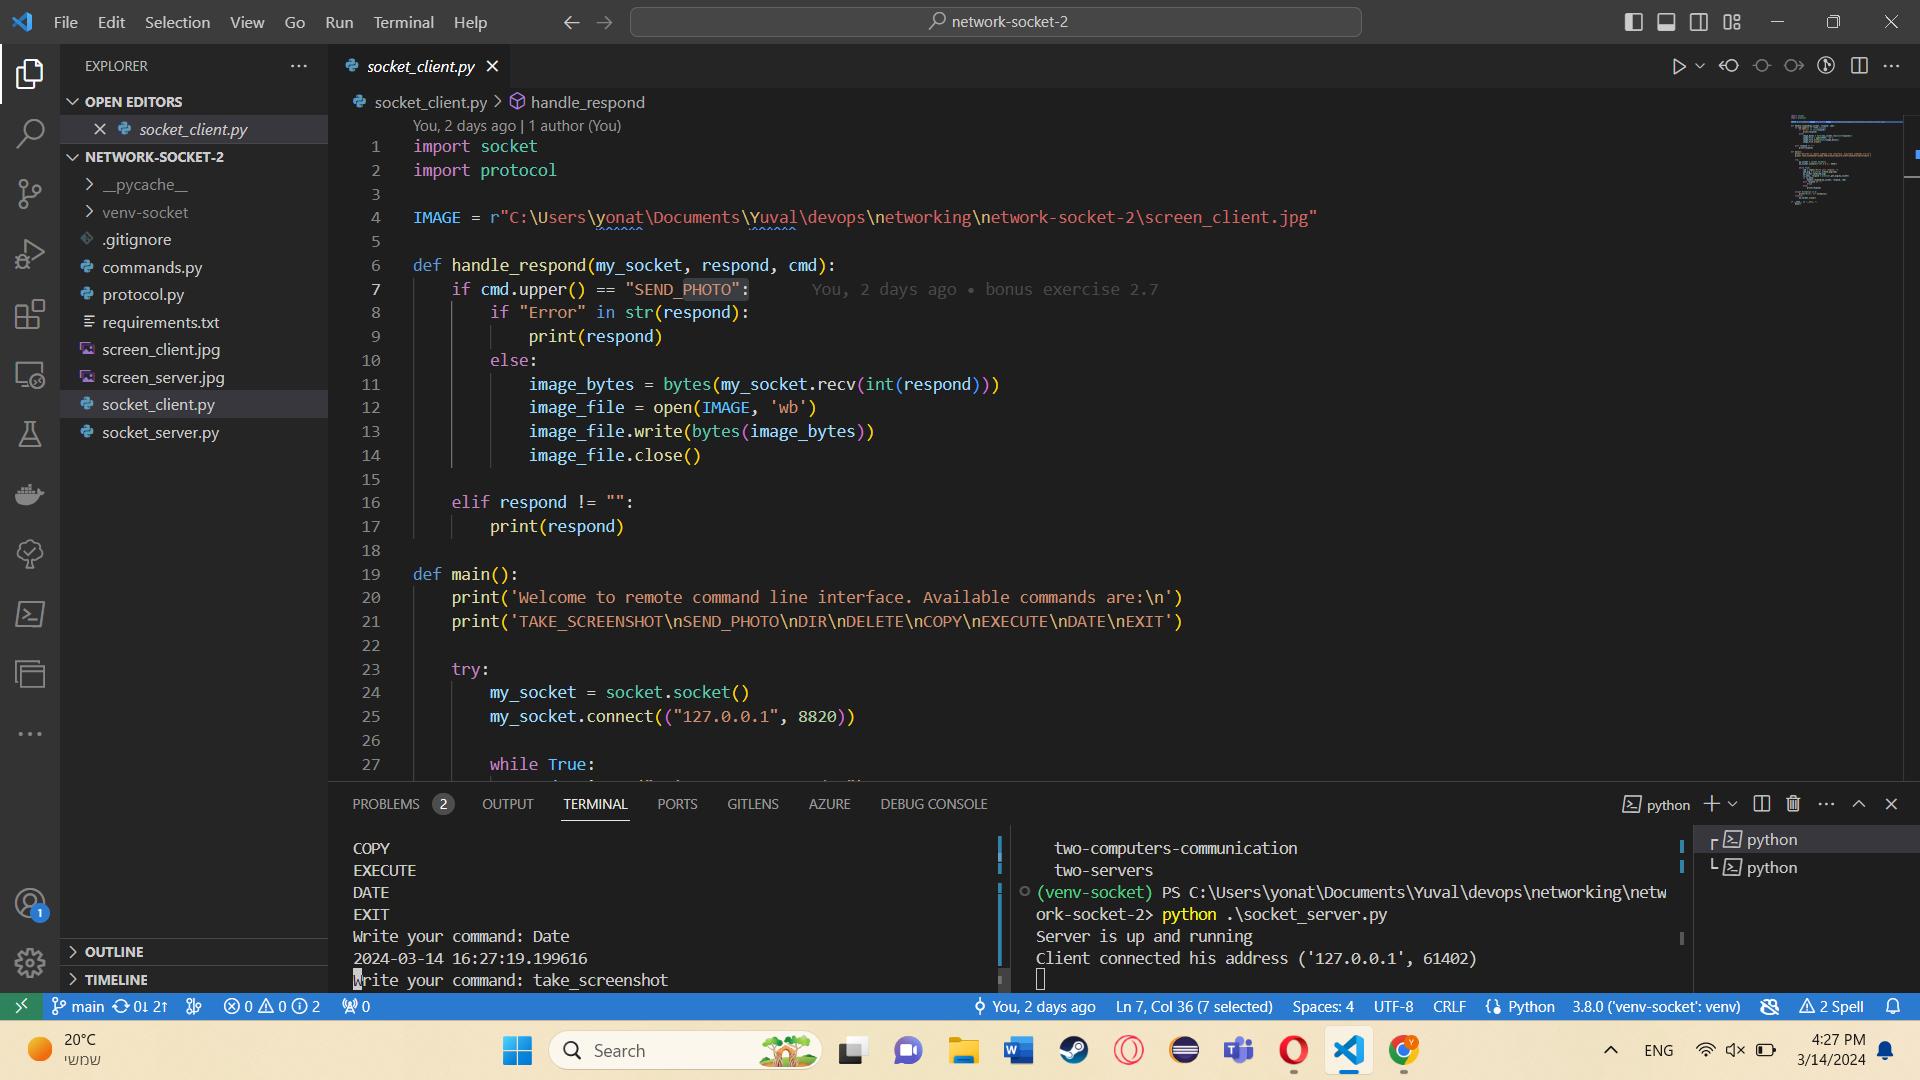 File Edit Selection View Go Run Terminal Help
network-socket-2
EXPLORER
OPEN EDITORS
socket_client.py
NETWORK-SOCKET-2
__pycache__
venv-socket
.gitignore
commands.py
protocol.py
requirements.txt
screen_client.jpg
screen_server.jpg
socket_client.py
socket_server.py
OUTLINE
TIMELINE
socket_client.py
socket_client.py > handle_respond
You, 2 days ago | 1 author (You)
1 import socket
2 import protocol
3
4 IMAGE = r"C:\Users\yonat\Documents\Yuval\devops\networking\network-socket-2\screen_client.jpg"
5
6 def handle_respond(my_socket, respond, cmd):
7 if cmd.upper() == "SEND_PHOTO": You, 2 days ago • bonus exercise 2.7
8 if "Error" in str(respond):
9 print(respond)
10 else:
11 image_bytes = bytes(my_socket.recv(int(respond)))
12 image_file = open(IMAGE, 'wb')
13 image_file.write(bytes(image_bytes))
14 image_file.close()
15
16 elif respond != "":
17 print(respond)
18
19 def main():
20 print('Welcome to remote command line interface. Available commands are:\n')
21 print('TAKE_SCREENSHOT\nSEND_PHOTO\nDIR\nDELETE\nCOPY\nEXECUTE\nDATE\nEXIT')
22
23 try:
24 my_socket = socket.socket()
25 my_socket.connect(("127.0.0.1", 8820))
26
27 while True:
PROBLEMS 2 OUTPUT TERMINAL PORTS GITLENS AZURE DEBUG CONSOLE
python
COPY
EXECUTE
DATE
EXIT
Write your command: Date
2024-03-14 16:27:19.199616
Write your command: take_screenshot
two-computers-communication
two-servers
(venv-socket) PS C:\Users\yonat\Documents\Yuval\devops\networking\netw
ork-socket-2> python .\socket_server.py
Server is up and running
Client connected his address ('127.0.0.1', 61402)
python
python
1
main 0↓ 2↑ 0 0 2 0 You, 2 days ago Ln 7, Col 36 (7 selected) Spaces: 4 UTF-8 CRLF Python 3.8.0 ('venv-socket': venv) 2 Spell
20°C
שמשי
Search
ENG
4:27 PM
3/14/2024